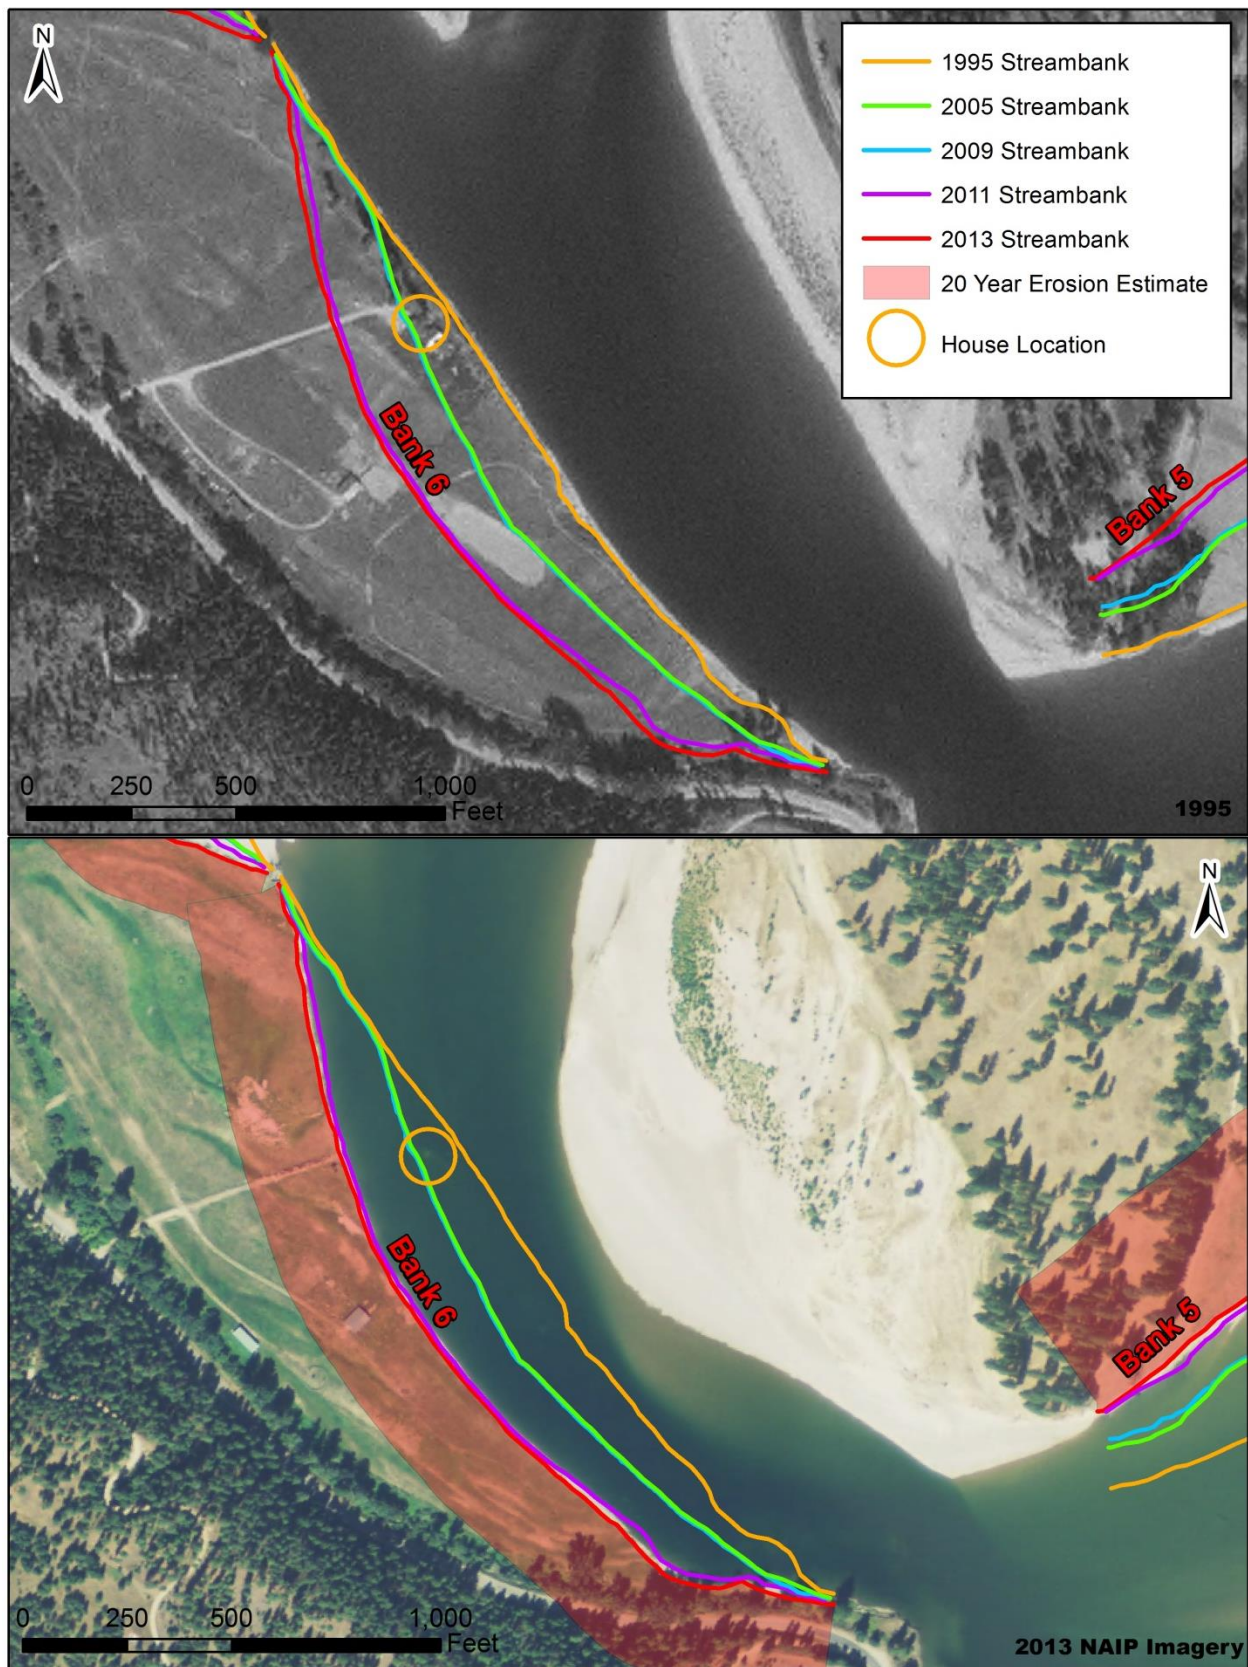 N
1995 Streambank
2005 Streambank
2009 Streambank
2011 Streambank
2013 Streambank
20 Year Erosion Estimate
House Location
Bank 6
Bank 5
0 250 500 1,000
Feet
1995
N
Bank 6
Bank 5
0 250 500 1,000
Feet
2013 NAIP Imagery